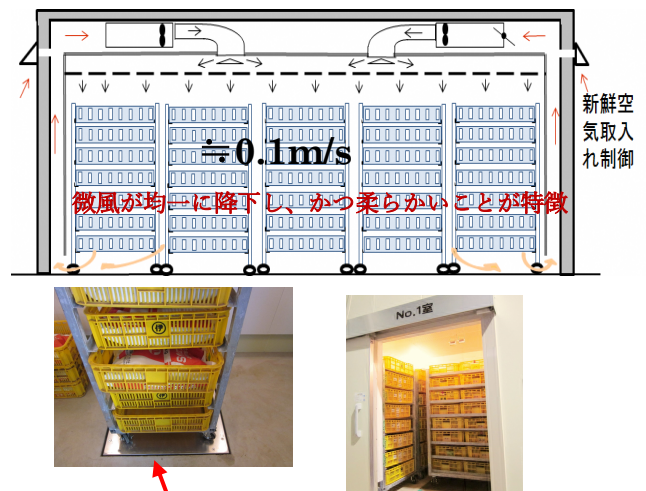 新鮮空
気取入
れ制御
≒0.1m/s
微風が均一に降下し、かつ柔らかいことが特徴
伊
No.1室